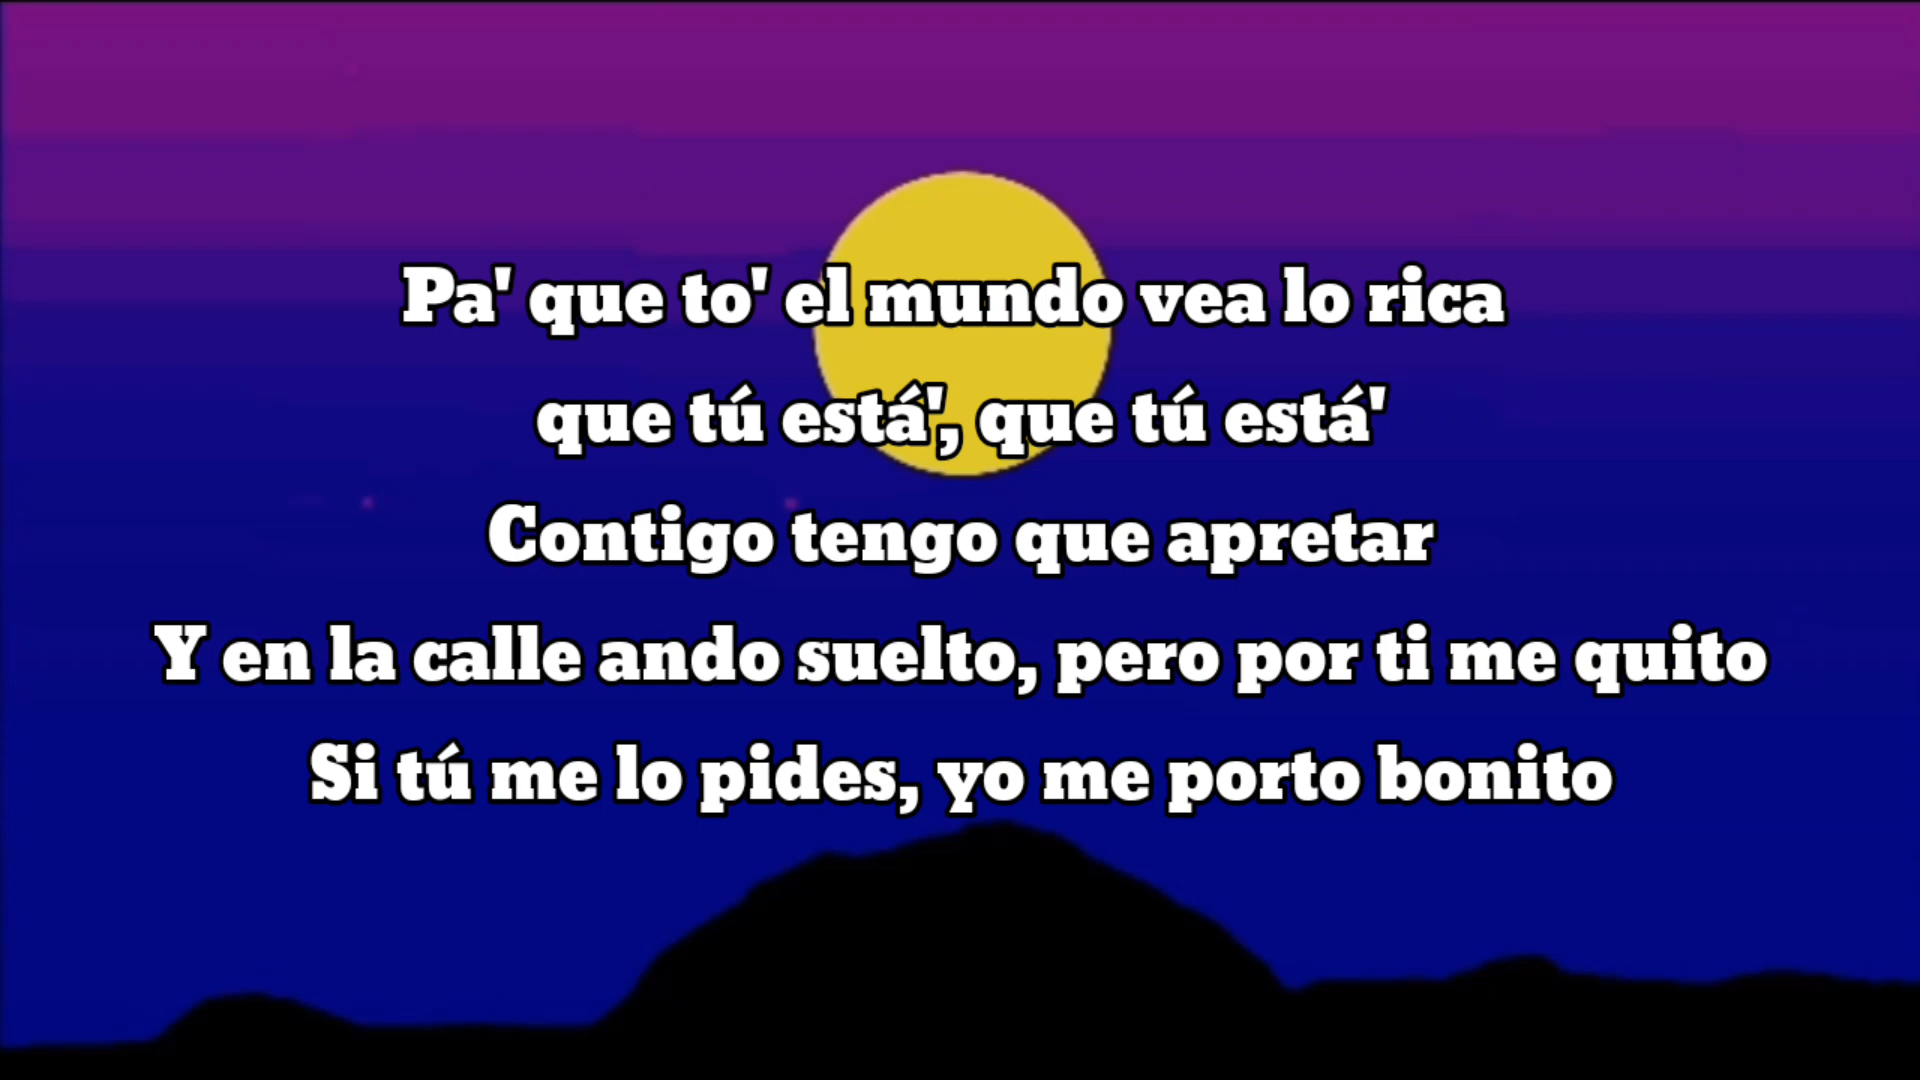 Pa' que to' el mundo vea lo rica
que tú está', que tú está'
Contigo tengo que apretar
Y en la calle ando suelto, pero por ti me quito
Si tú me lo pides, yo me porto bonito